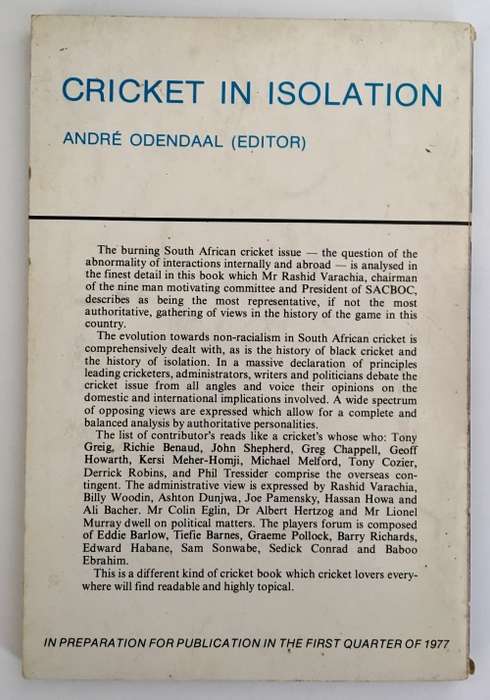 CRICKET IN ISOLATION
ANDRÉ ODENDAAL (EDITOR)
The burning South African cricket issue — the question of the
abnormality of interactions internally and abroad — is analysed in
the finest detail in this book which Mr Rashid Varachia, chairman
of the nine man motivating committee and President of SACBOC,
describes as being the most representative, if not the most
authoritative, gathering of views in the history of the game in this
country.
The evolution towards non-racialism in South African cricket is
comprehensively dealt with, as is the history of black cricket and
the history of isolation. In a massive declaration of principles
leading cricketers, administrators, writers and politicians debate the
cricket issue from all angles and voice their opinions on the
domestic and international implications involved. A wide spectrum
of opposing views are expressed which allow for a complete and
balanced analysis by authoritative personalities.
The list of contributor's reads like a cricket's whose who: Tony
Greig, Richie Benaud, John Shepherd, Greg Chappell, Geoff
Howarth, Kersi Meher-Homji, Michael Melford, Tony Cozier,
Derrick Robins, and Phil Tressider comprise the overseas con-
tingent. The administrative view is expressed by Rashid Varachia,
Billy Woodin, Ashton Dunjwa, Joe Pamensky, Hassan Howa and
Ali Bacher. Mr Colin Eglin, Dr Albert Hertzog and Mr Lionel
Murray dwell on political matters. The players forum is composed
of Eddie Barlow, Tiefie Barnes, Graeme Pollock, Barry Richards,
Edward Habane, Sam Sonwabe, Sedick Conrad and Baboo
Ebrahim.
This is a different kind of cricket book which cricket lovers every-
where will find readable and highly topical.
IN PREPARATION FOR PUBLICATION IN THE FIRST QUARTER OF 1977